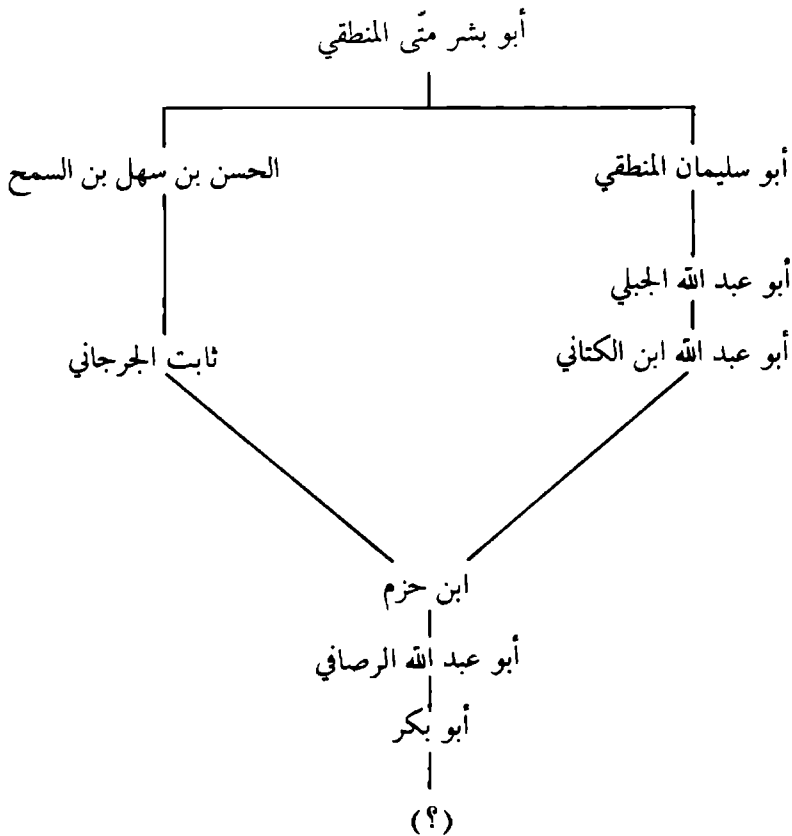 أبو بشر متّى المنطقي
أبو سليمان المنطقي
الحسن بن سهل بن السمح
أبو عبد الله الجبلي
أبو عبد الله ابن الكتاني
ثابت الجرجاني
ابن حزم
أبو عبد الله الرصافي
أبو بكر
(؟)